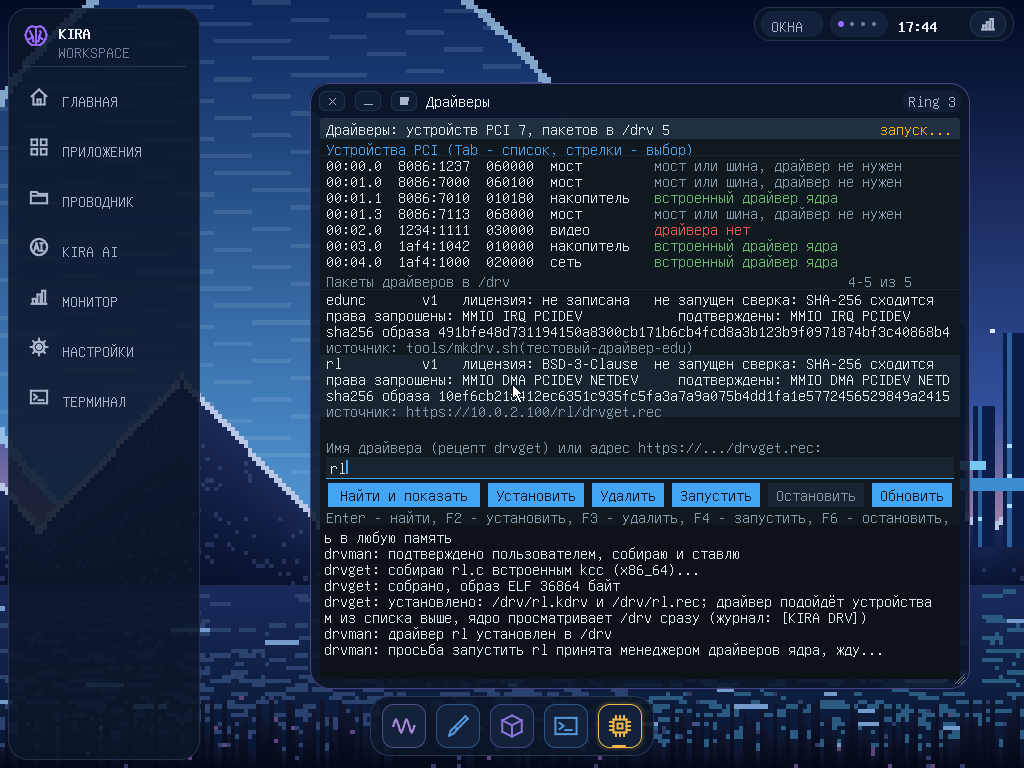 KIRA
WORKSPACE
ГЛАВНАЯ
ПРИЛОЖЕНИЯ
ПРОВОДНИК
KIRA AI
МОНИТОР
НАСТРОЙКИ
ТЕРМИНАЛ
ОКНА
17:44
Драйверы
Ring 3
Драйверы: устройств PCI 7, пакетов в /drv 5 запуск...
Устройства PCI (Tab - список, стрелки - выбор)
00:00.0 8086:1237 060000 мост мост или шина, драйвер не нужен
00:01.0 8086:7000 060100 мост мост или шина, драйвер не нужен
00:01.1 8086:7010 010180 накопитель встроенный драйвер ядра
00:01.3 8086:7113 068000 мост мост или шина, драйвер не нужен
00:02.0 1234:1111 030000 видео драйвера нет
00:03.0 1af4:1042 010000 накопитель встроенный драйвер ядра
00:04.0 1af4:1000 020000 сеть встроенный драйвер ядра
Пакеты драйверов в /drv 4-5 из 5
edunc v1 лицензия: не записана не запущен сверка: SHA-256 сходится
права запрошены: MMIO IRQ PCIDEV подтверждены: MMIO IRQ PCIDEV
sha256 образа 491bfe48d731194150a8300cb171b6cb4fcd8a3b123b9f0971874bf3c40868b4
источник: tools/mkdrv.sh(тестовый-драйвер-edu)
rl v1 лицензия: BSD-3-Clause не запущен сверка: SHA-256 сходится
права запрошены: MMIO DMA PCIDEV NETDEV подтверждены: MMIO DMA PCIDEV NETD
sha256 образа
источник: https://10.0.2.100/rl/drvget.rec
Имя драйвера (рецепт drvget) или адрес https://.../drvget.rec:
rl
Найти и показать Установить Удалить Запустить Остановить Обновить
Enter - найти, F2 - установить, F3 - удалить, F4 - запустить, F6 - остановить,
ь в любую память
drvman: подтверждено пользователем, собираю и ставлю
drvget: собираю rl.c встроенным kcc (x86_64)...
drvget: собрано, образ ELF 36864 байт
drvget: установлено: /drv/rl.kdrv и /drv/rl.rec; драйвер подойдёт устройства
м из списка выше, ядро просматривает /drv сразу (журнал: [KIRA DRV])
drvman: драйвер rl установлен в /drv
drvman: просьба запустить rl принята менеджером драйверов ядра, жду...